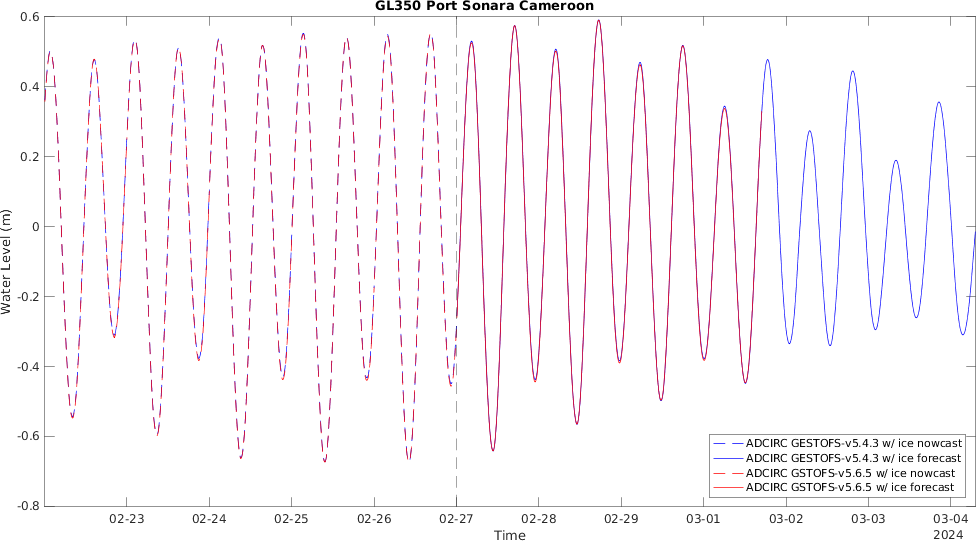 GL350 Port Sonara Cameroon
0.6
0.4
0.2
0
-0.2
-0.4
-0.6
-0.8
Water Level (m)
02-23 02-24 02-25 02-26 02-27 02-28 02-29 03-01 03-02 03-03 03-04
Time
2024
ADCIRC GESTOFS-v5.4.3 w/ ice nowcast
ADCIRC GESTOFS-v5.4.3 w/ ice forecast
ADCIRC GSTOFS-v5.6.5 w/ ice nowcast
ADCIRC GSTOFS-v5.6.5 w/ ice forecast